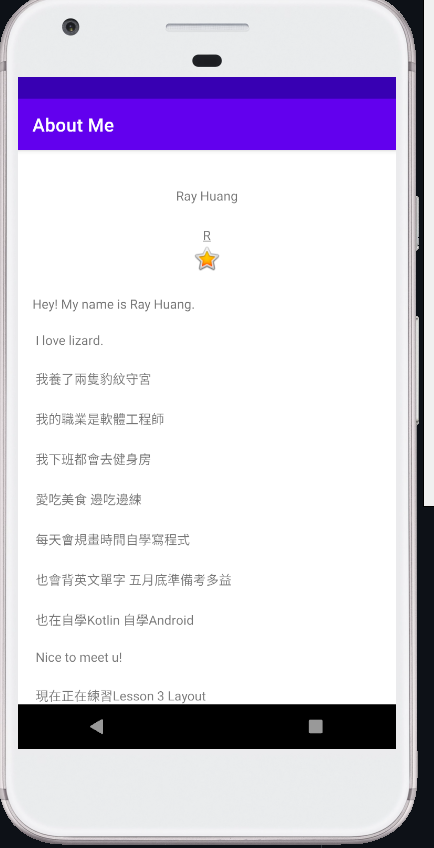 About Me
Ray Huang
R
Hey! My name is Ray Huang.
I love lizard.
我養了兩隻豹紋守宮
我的職業是軟體工程師
我下班都會去健身房
愛吃美食 邊吃邊練
每天會規畫時間自學寫程式
也會背英文單字 五月底準備考多益
也在自學Kotlin 自學Android
Nice to meet u!
現在正在練習Lesson 3 Layout